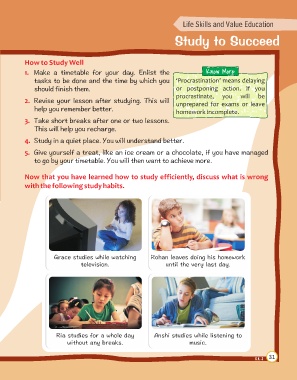 Life Skills and Value Education
Study to Succeed
How to Study Well
1. Make a timetable for your day. Enlist the
tasks to be done and the time by which you
should finish them.
2. Revise your lesson after studying. This will
help you remember better.
3. Take short breaks after one or two lessons.
This will help you recharge.
Know More
'Procrastination' means delaying
or postponing action. If you
procrastinate, you will be
unprepared for exams or leave
homework incomplete.
4. Study in a quiet place. You will understand better.
5. Give yourself a treat, like an ice cream or a chocolate, if you have managed
to go by your timetable. You will then want to achieve more.
Now that you have learned how to study efficiently, discuss what is wrong
with the following study habits.
Grace studies while watching
television.
Rohan leaves doing his homework
until the very last day.
Ria studies for a whole day
without any breaks.
Anshi studies while listening to
music.
31